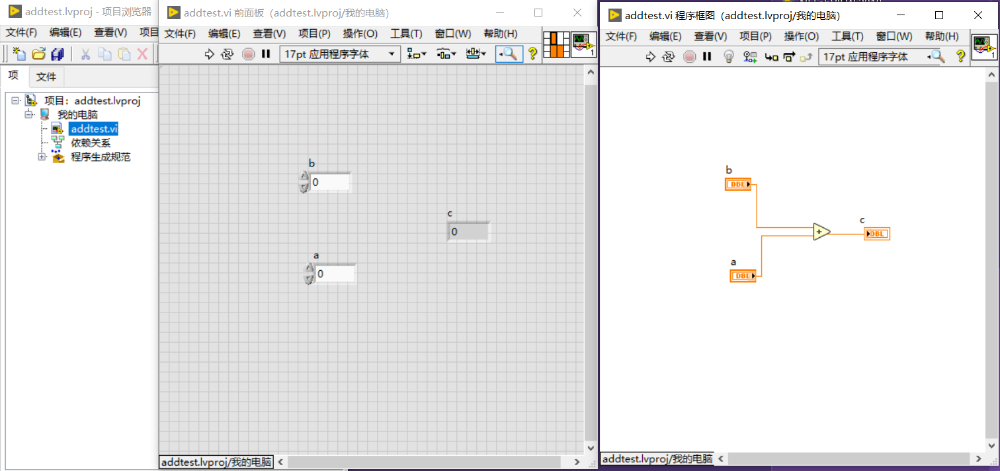 addtest.lvproj - 项目浏览器
文件(F) 编辑(E) 查看(V) 项目
项 文件
项目：addtest.lvproj
我的电脑
addtest.vi
依赖关系
程序生成规范
addtest.vi 前面板（addtest.lvproj/我的电脑）
文件(F) 编辑(E) 查看(V) 项目(P) 操作(O) 工具(T) 窗口(W) 帮助(H)
17pt 应用程序字体
1
b
0
c
0
a
0
addtest.lvproj/我的电脑
addtest.vi 程序框图（addtest.lvproj/我的电脑）
文件(F) 编辑(E) 查看(V) 项目(P) 操作(O) 工具(T) 窗口(W) 帮助(H)
17pt 应用程序字体
1
b
DBL
c
DBL
a
DBL
addtest.lvproj/我的电脑